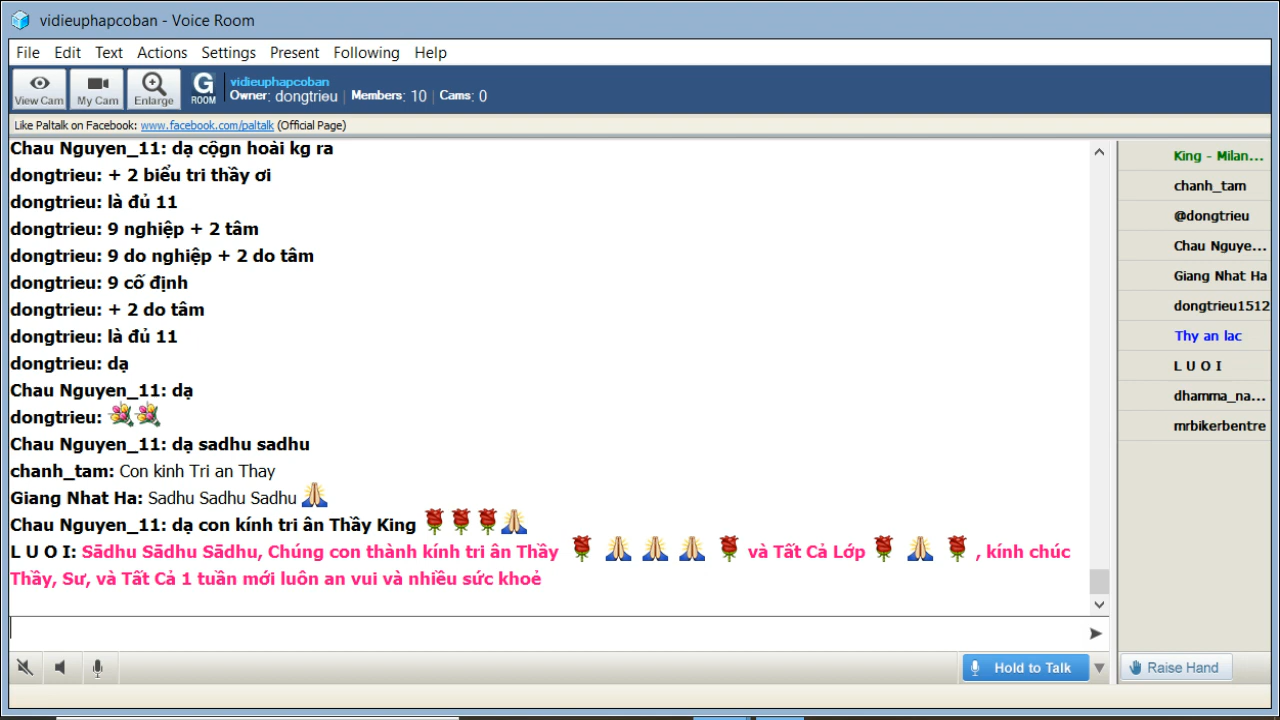 vidieuphapcoban - Voice Room
File Edit Text Actions Settings Present Following Help
View Cam My Cam Enlarge G ROOM vidieuphapcoban
Owner: dongtrieu | Members: 10 | Cams: 0
Like Paltalk on Facebook: www.facebook.com/paltalk (Official Page)
Chau Nguyen_11: dạ cộgn hoài kg ra
dongtrieu: + 2 biểu tri thầy ơi
dongtrieu: là đủ 11
dongtrieu: 9 nghiệp + 2 tâm
dongtrieu: 9 do nghiệp + 2 do tâm
dongtrieu: 9 cố định
dongtrieu: + 2 do tâm
dongtrieu: là đủ 11
dongtrieu: dạ
Chau Nguyen_11: dạ
dongtrieu:
Chau Nguyen_11: dạ sadhu sadhu
chanh_tam: Con kinh Tri an Thay
Giang Nhat Ha: Sadhu Sadhu Sadhu
Chau Nguyen_11: dạ con kính tri ân Thầy King
L U O I: Sādhu Sādhu Sādhu, Chúng con thành kính tri ân Thầy và Tất Cả Lớp , kính chúc
Thầy, Sư, và Tất Cả 1 tuần mới luôn an vui và nhiều sức khoẻ
King - Milan...
chanh_tam
@dongtrieu
Chau Nguye...
Giang Nhat Ha
dongtrieu1512
Thy an lac
L U O I
dhamma_na...
mrbikerbentre
Hold to Talk
Raise Hand